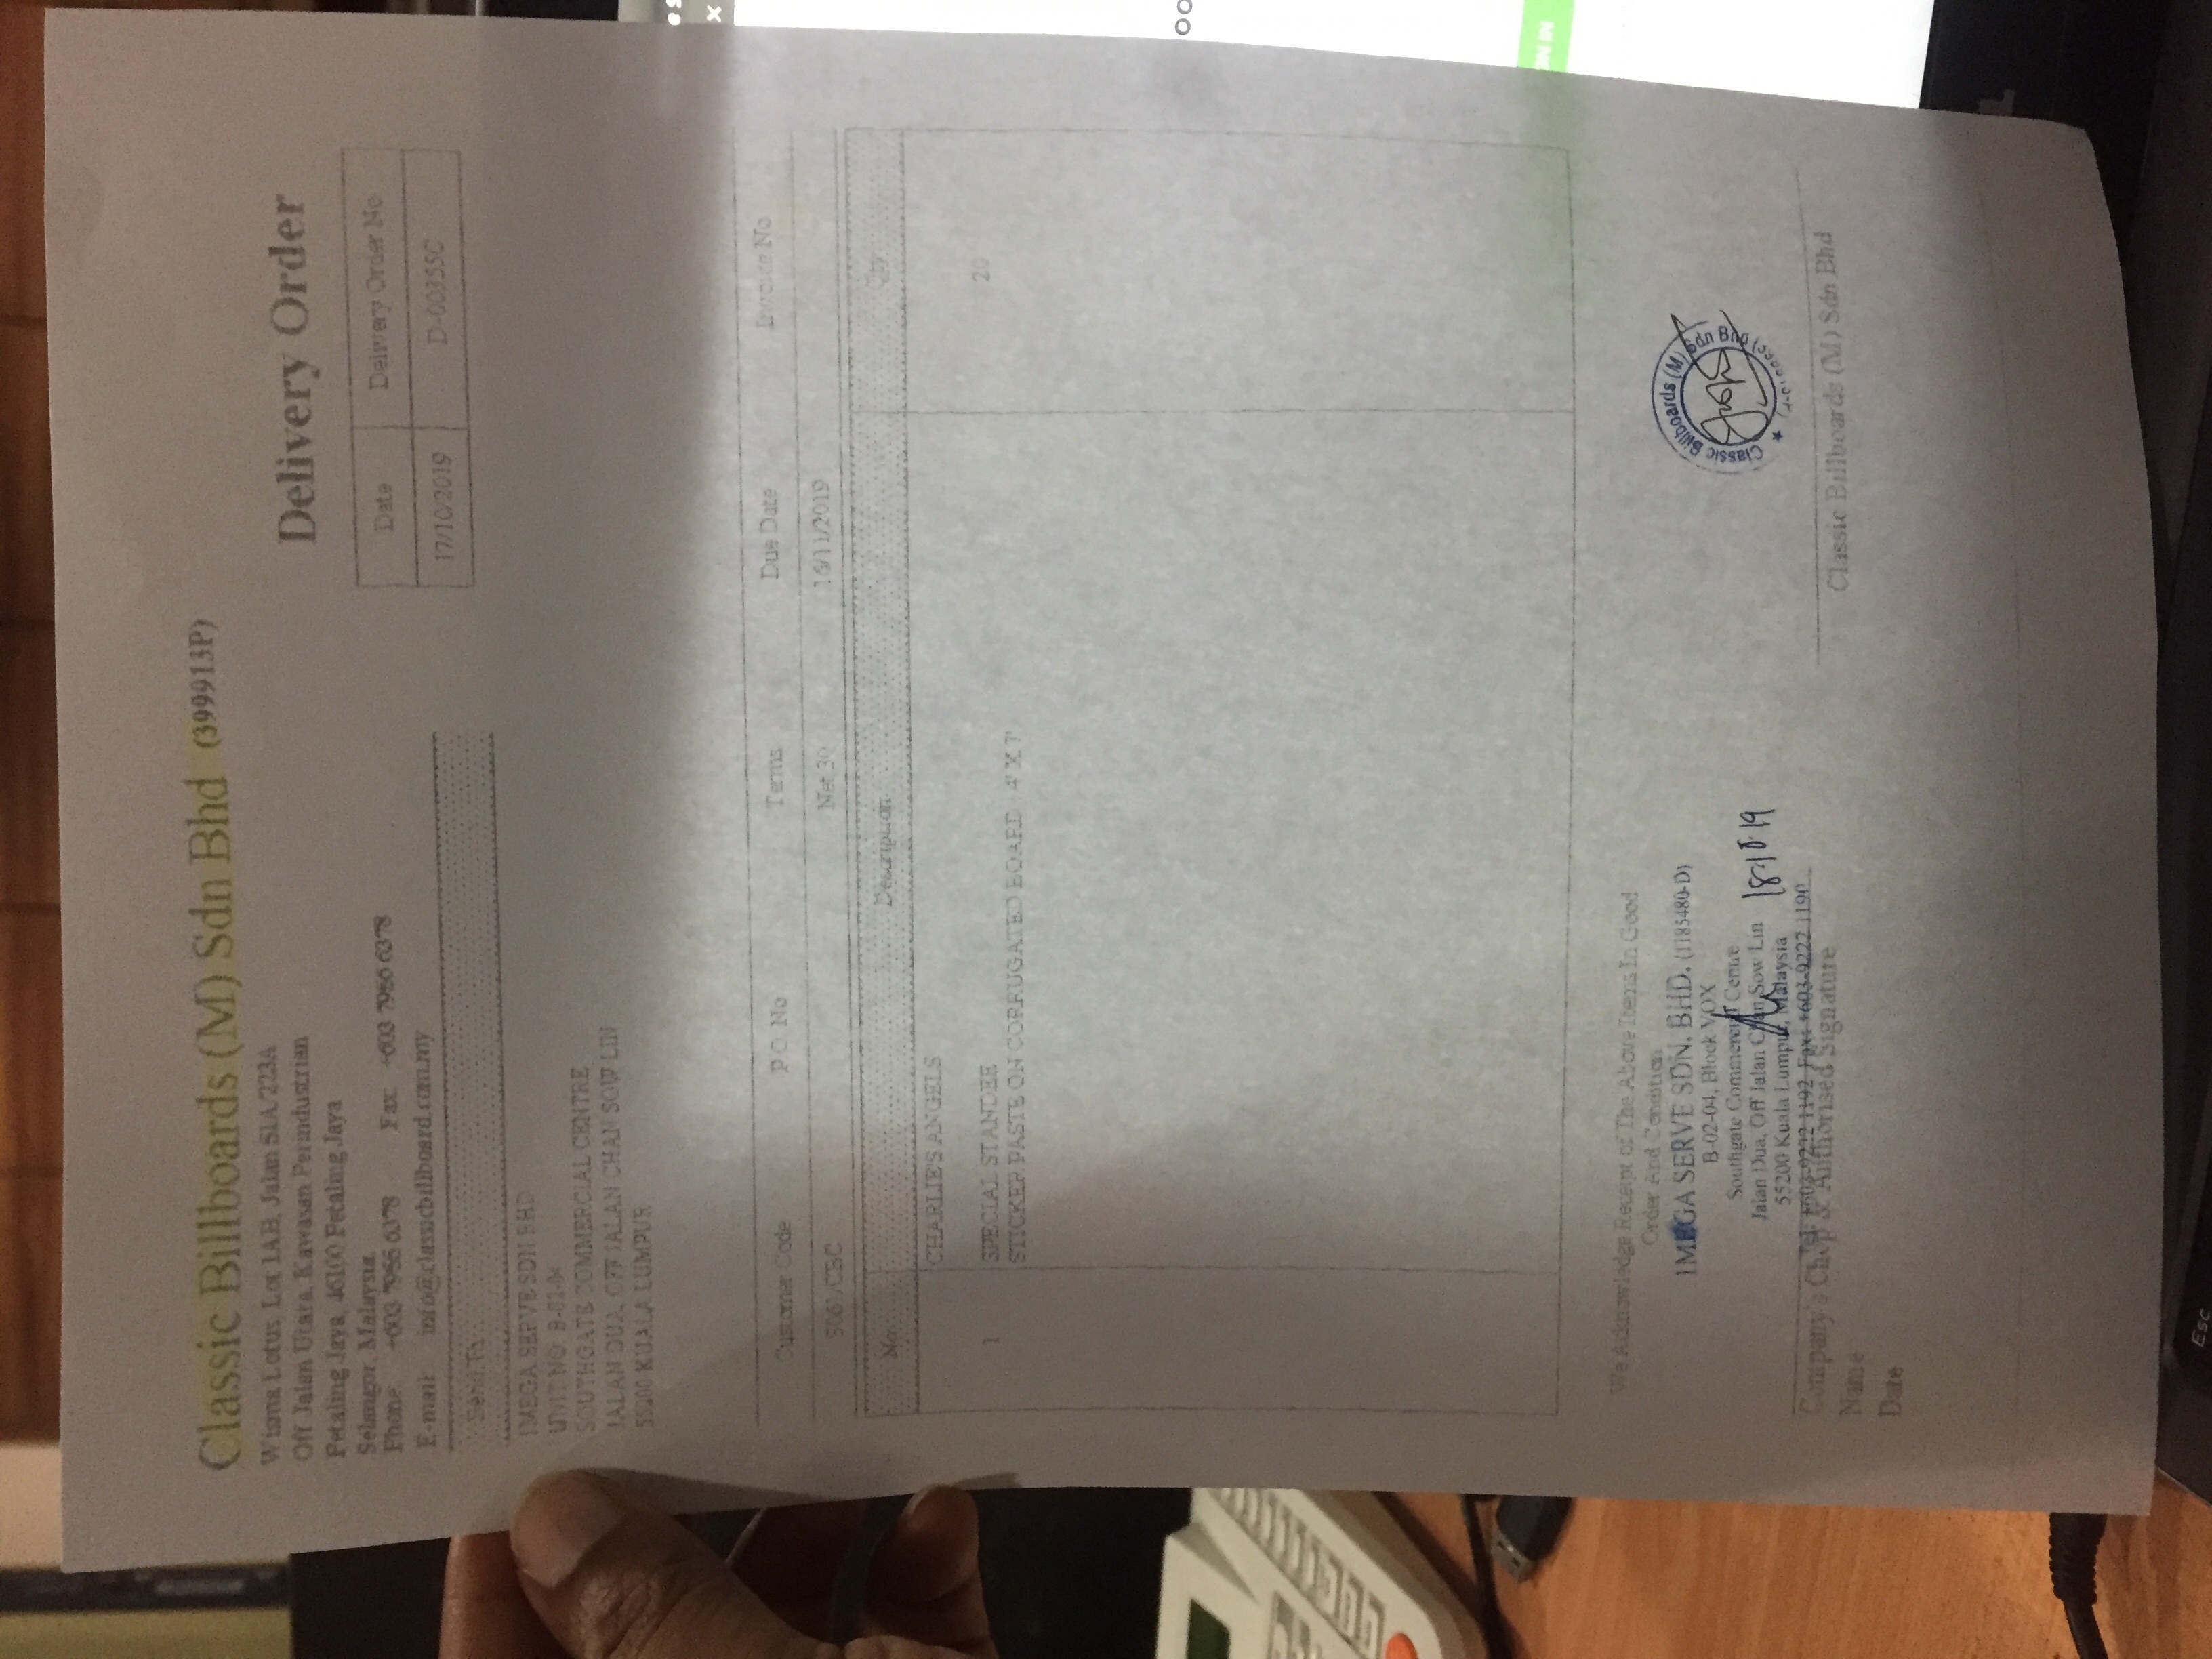 Classic Billboards (M) Sdn Bhd (399913P)
Wisma Lotus, Lot 1AB, Jalan 51A/223A
Off Jalan Utara, Kawasan Perindustrian
Petaling Jaya, 46100 Petaling Jaya
Selangor, Malaysia.
Phone: +603 7956 6378 Fax: +603 7956 6378
E-mail: info@classicbillboard.com.my
Delivery Order
Date Delivery Order No
17/10/2019 D-00355C
Send To
1MEGA SERVE SDN BHD
UNIT NO: B-02-04
SOUTHGATE COMMERCIAL CENTRE
JALAN DUA, OFF JALAN CHAN SOW LIN
55200 KUALA LUMPUR
Customer Code P.O. No Terms Due Date Invoice No
Net 30 16/11/2019
No Description Qty
CHARLIE'S ANGELS
1 SPECIAL STANDEE 20
STICKER PASTE ON CORRUGATED BOARD - 4' X 7'
We Acknowledge Receipt of The Above Items In Good
Order And Condition
1MEGA SERVE SDN. BHD. (1185480-D)
B-02-04, Block VOX
Southgate Commercial Centre
Jalan Dua, Off Jalan Chan Sow Lin
55200 Kuala Lumpur, Malaysia
Tel: +603-9222 1192 Fax: +603-9222 1190
18.10.19
Company's Chop & Authorised Signature
Name
Date
Classic Billboards (M) Sdn Bhd (399913-P)
Classic Billboards (M) Sdn Bhd
Esc